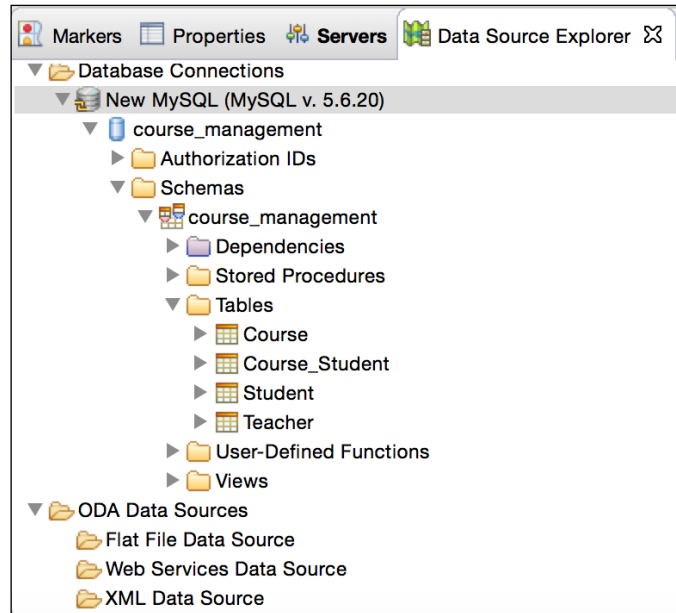 Markers Properties Servers Data Source Explorer
Database Connections
New MySQL (MySQL v. 5.6.20)
course_management
Authorization IDs
Schemas
course_management
Dependencies
Stored Procedures
Tables
Course
Course_Student
Student
Teacher
User-Defined Functions
Views
ODA Data Sources
Flat File Data Source
Web Services Data Source
XML Data Source